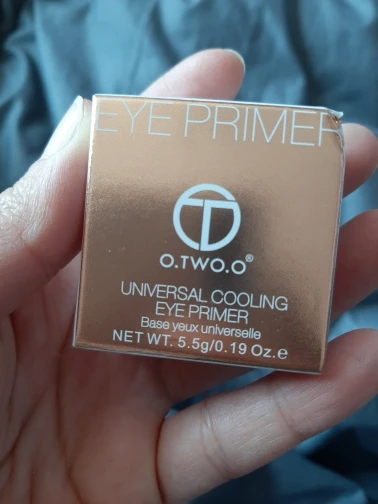 EYE PRIMER
O.TWO.O®
UNIVERSAL COOLING
EYE PRIMER
Base yeux universelle
NET WT. 5.5g/0.19 Oz.e